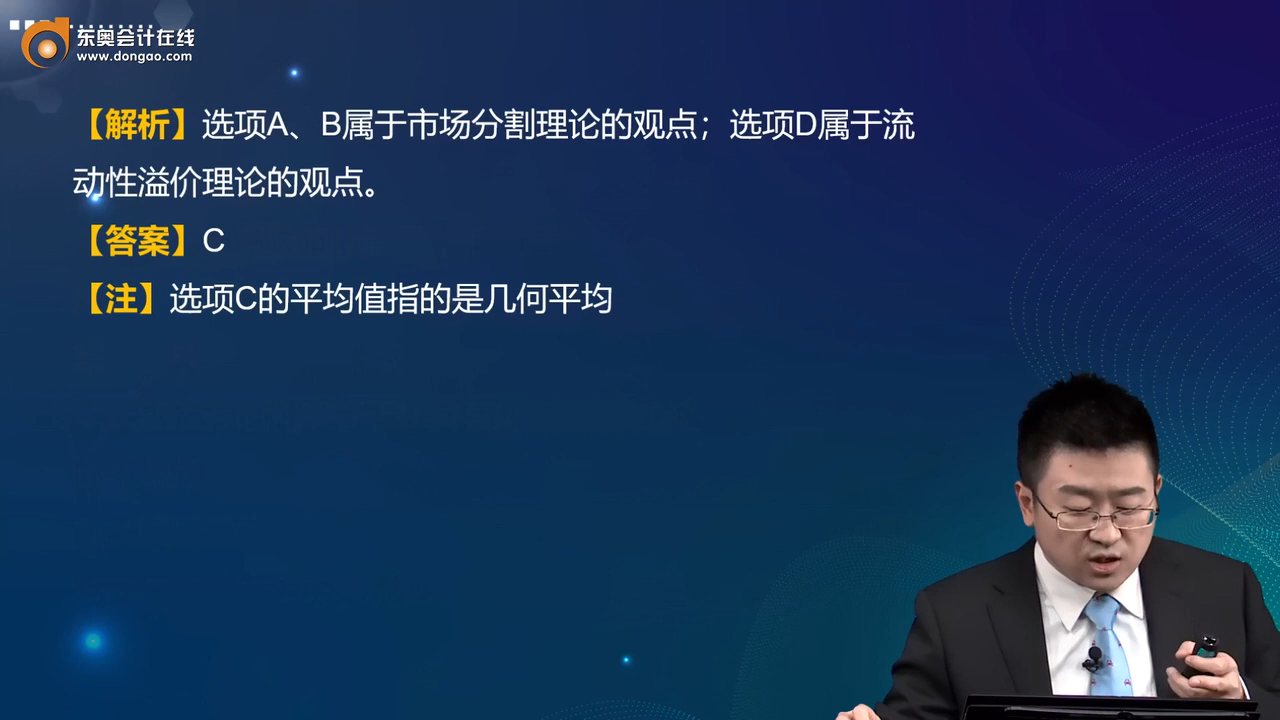 东奥会计在线
www.dongao.com
【解析】选项A、B属于市场分割理论的观点；选项D属于流
动性溢价理论的观点。
【答案】C
【注】选项C的平均值指的是几何平均